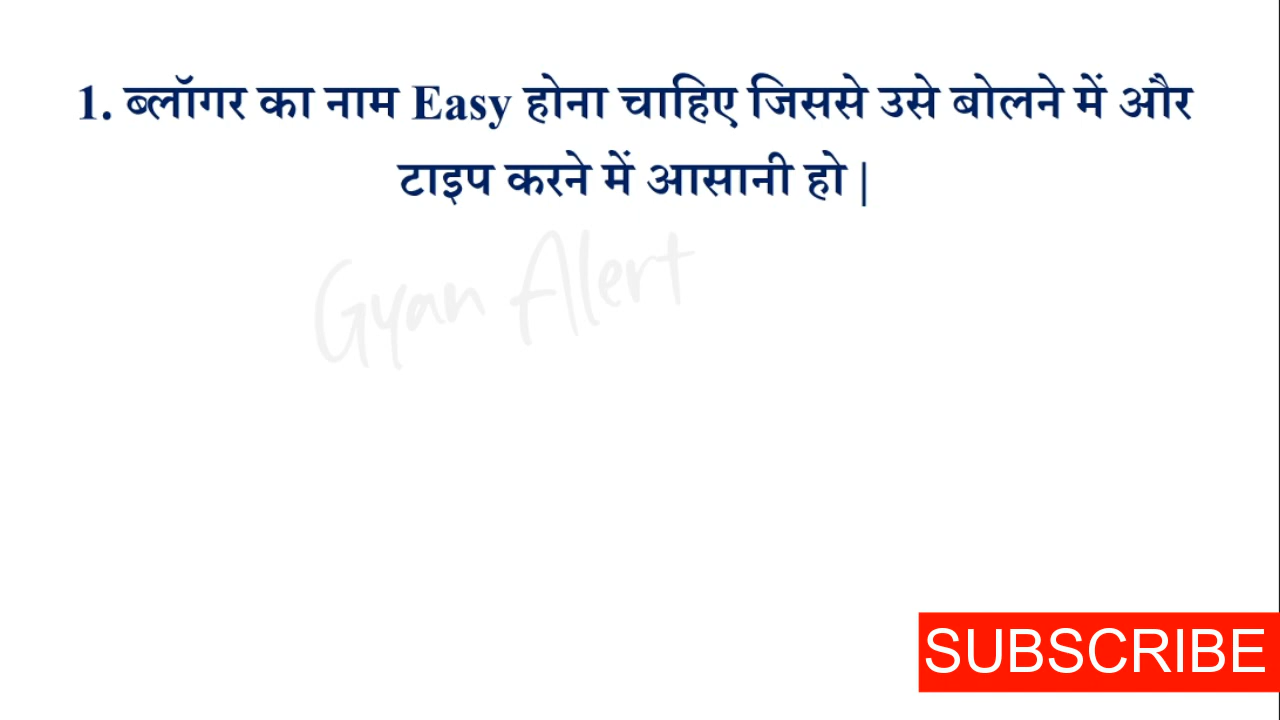 1. ब्लॉगर का नाम Easy होना चाहिए जिससे उसे बोलने में और
टाइप करने में आसानी हो |
Gyan Alert
SUBSCRIBE